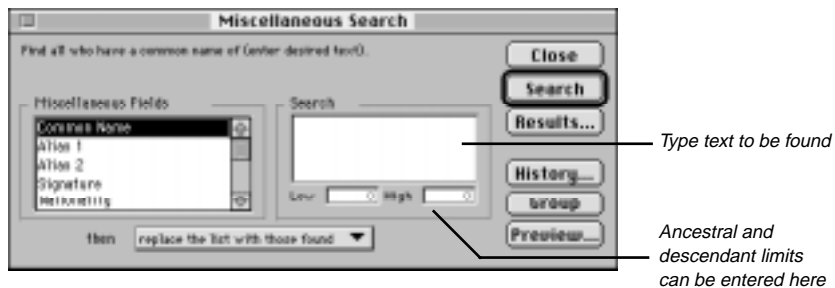 Miscellaneous Search
Find all who have a common name of (enter desired text).
Close
Search
Results...
Miscellaneous Fields
Search
Common Name
Alias 1
Alias 2
Signature
Nationality
Low 0 High 0
History...
Group
Preview...
then replace the list with those found
Type text to be found
Ancestral and
descendant limits
can be entered here